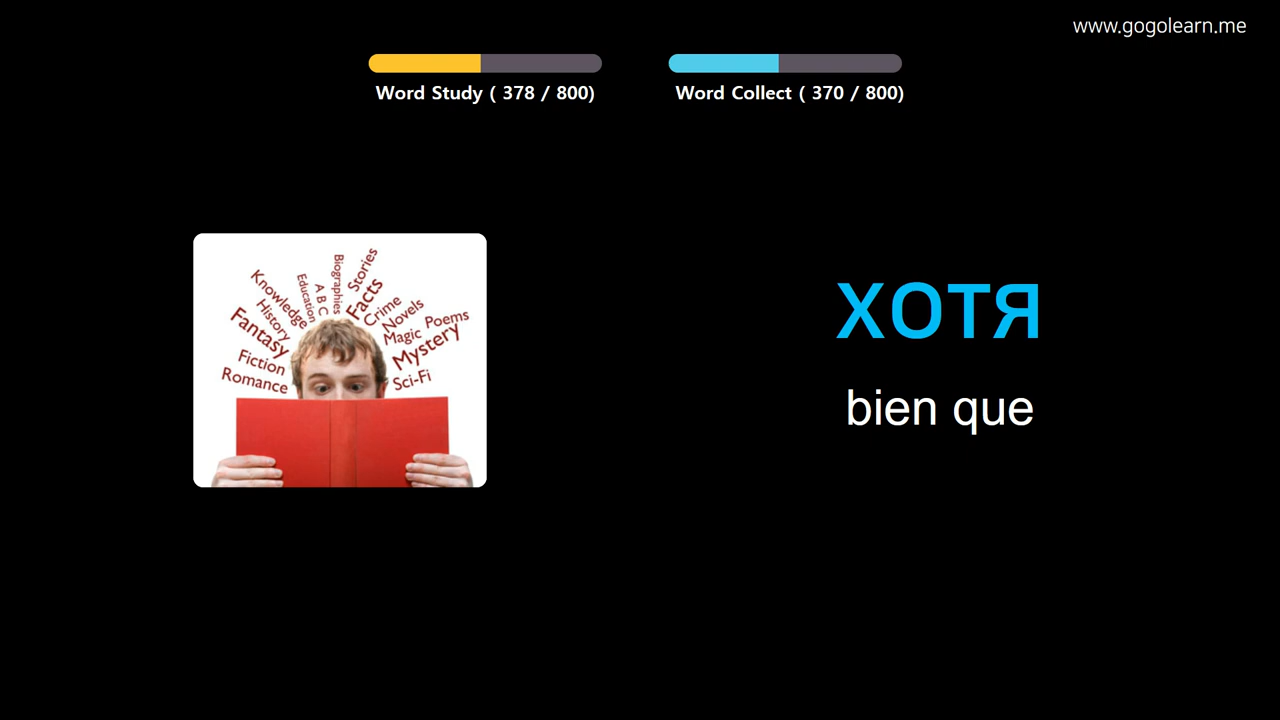 www.gogolearn.me
Word Study ( 378 / 800)
Word Collect ( 370 / 800)
Knowledge
History
Fantasy
Fiction
Romance
Education
A B C
Biographies
Stories
Facts
Crime
Novels
Magic
Poems
Mystery
Sci-Fi
хотя
bien que